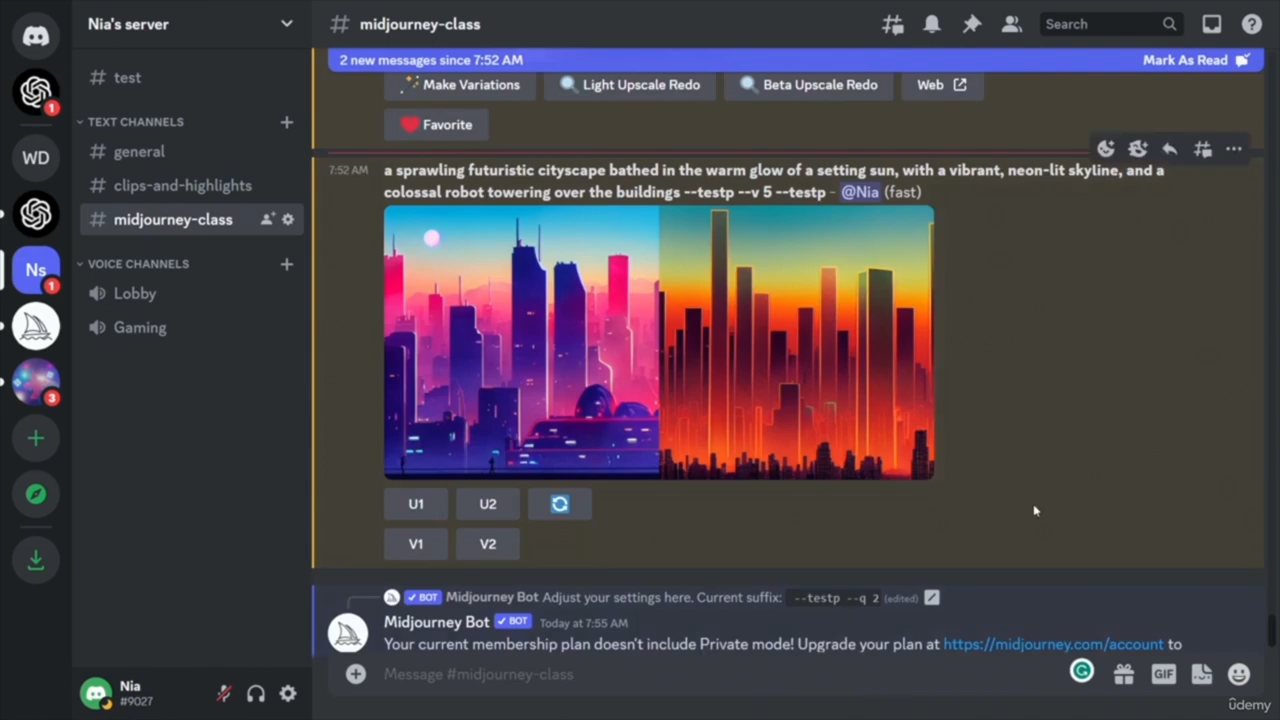 Nia's server
# midjourney-class
Search
2 new messages since 7:52 AM
Mark As Read
1
WD
Ns
1
3
# test
TEXT CHANNELS
# general
# clips-and-highlights
# midjourney-class
VOICE CHANNELS
Lobby
Gaming
Make Variations
Light Upscale Redo
Beta Upscale Redo
Web
Favorite
7:52 AM
a sprawling futuristic cityscape bathed in the warm glow of a setting sun, with a vibrant, neon-lit skyline, and a
colossal robot towering over the buildings --testp --v 5 --testp - @Nia (fast)
U1
U2
V1
V2
BOT Midjourney Bot Adjust your settings here. Current suffix: --testp --q 2 (edited)
Midjourney Bot BOT Today at 7:55 AM
Your current membership plan doesn't include Private mode! Upgrade your plan at https://midjourney.com/account to
Message #midjourney-class
GIF
Nia
#9027
ûdemy